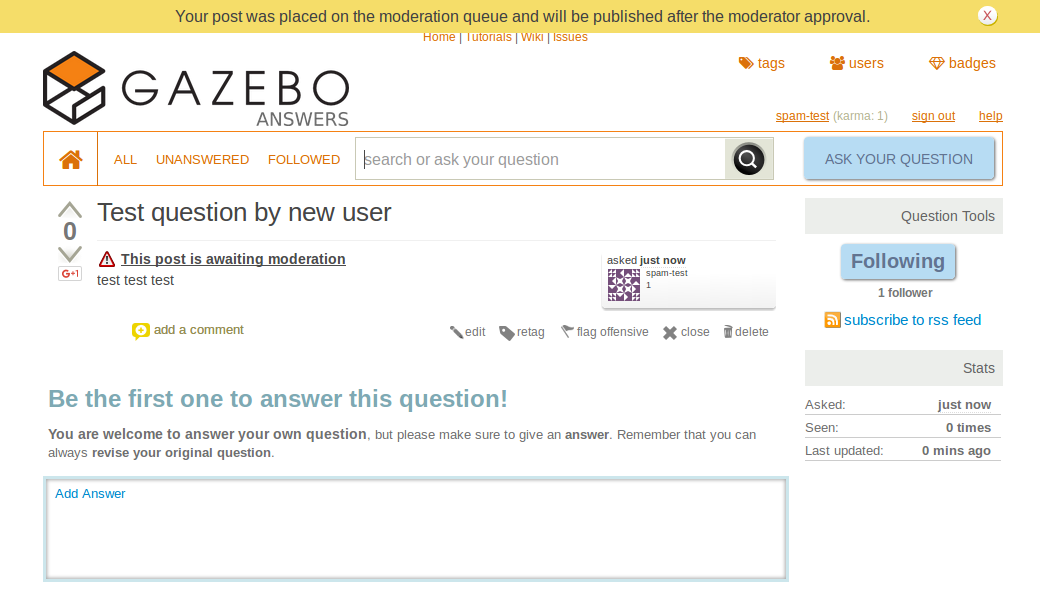 Your post was placed on the moderation queue and will be published after the moderator approval. X
Home | Tutorials | Wiki | Issues
GAZEBO
ANSWERS
tags users badges
spam-test (karma: 1) sign out help
ALL UNANSWERED FOLLOWED search or ask your question ASK YOUR QUESTION
0
G+1
Test question by new user
This post is awaiting moderation
test test test
asked just now
spam-test
1
add a comment edit retag flag offensive close delete
Be the first one to answer this question!
You are welcome to answer your own question, but please make sure to give an answer. Remember that you can
always revise your original question.
Add Answer
Question Tools
Following
1 follower
subscribe to rss feed
Stats
Asked: just now
Seen: 0 times
Last updated: 0 mins ago